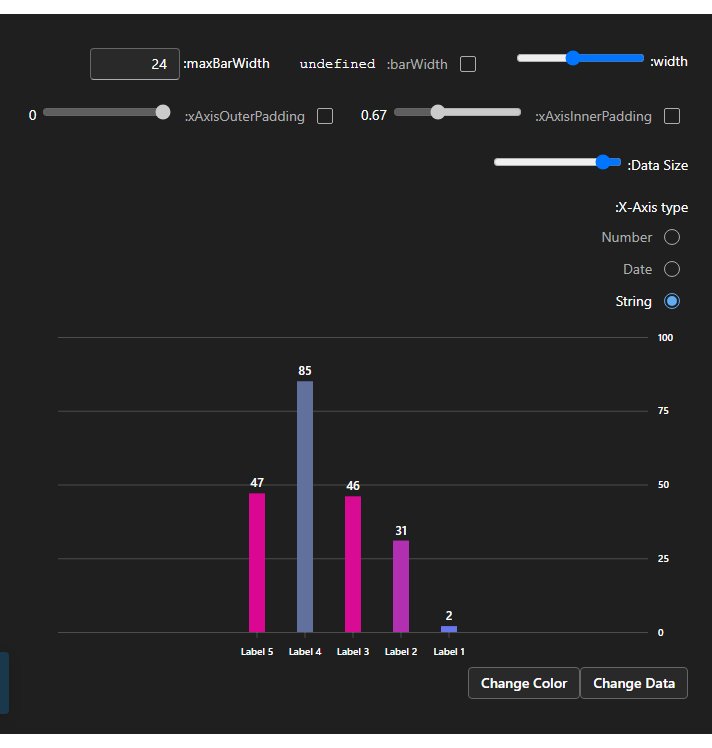 :width
:barWidth undefined
:maxBarWidth 24
:xAxisInnerPadding 0.67
:xAxisOuterPadding 0
:Data Size
:X-Axis type
Number
Date
String
100
75
50
25
0
2
31
46
85
47
Label 1
Label 2
Label 3
Label 4
Label 5
Change Data
Change Color